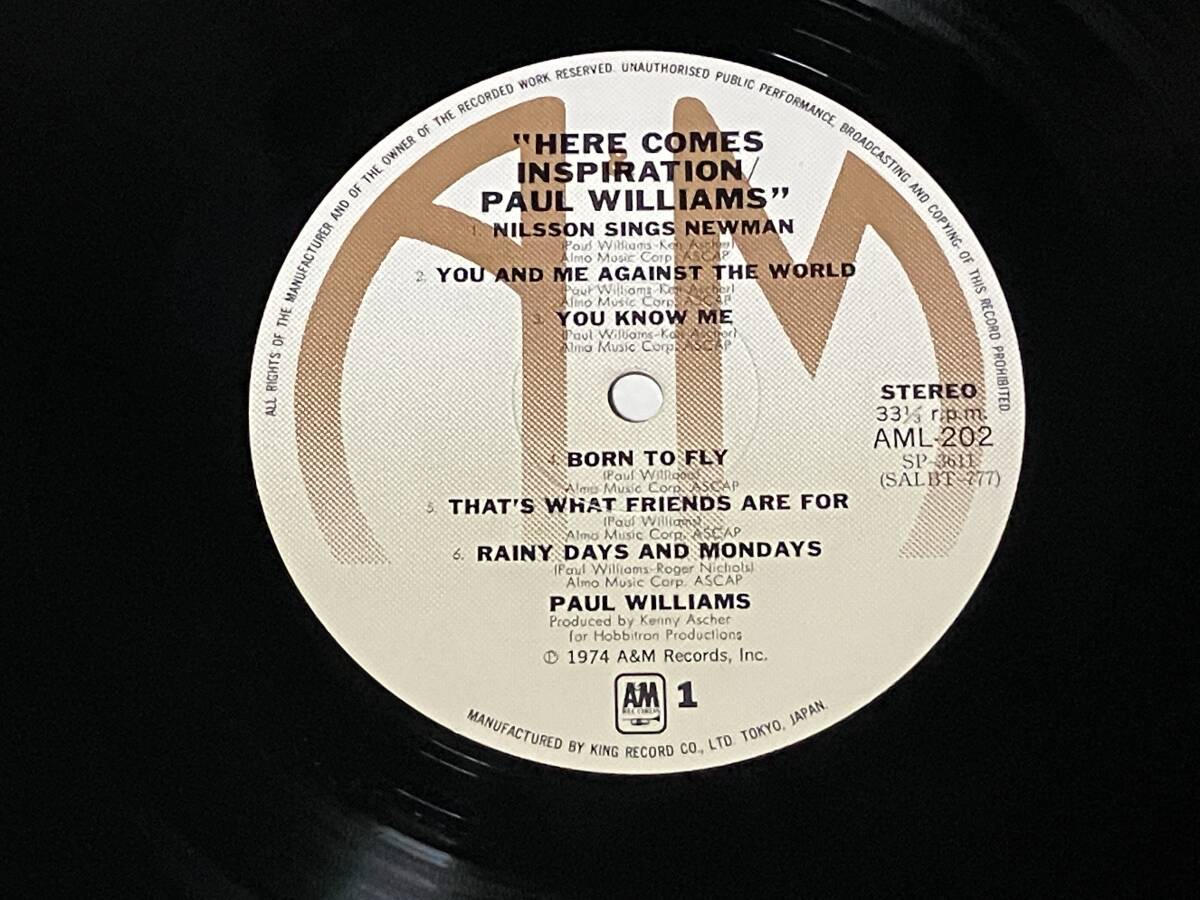 ALL RIGHTS OF THE MANUFACTURER AND OF THE OWNER OF THE RECORDED WORK RESERVED. UNAUTHORISED PUBLIC PERFORMANCE, BROADCASTING AND COPYING OF THIS RECORD PROHIBITED.
"HERE COMES
INSPIRATION/
PAUL WILLIAMS"
1. NILSSON SINGS NEWMAN
(Paul Williams-Ken Ascher)
Almo Music Corp. ASCAP
2. YOU AND ME AGAINST THE WORLD
(Paul Williams-Ken Ascher)
Almo Music Corp. ASCAP
3. YOU KNOW ME
(Paul Williams-Ken Ascher)
Almo Music Corp. ASCAP
STEREO
33⅓ r.p.m.
AML-202
SP-3611
(SALBT-777)
4. BORN TO FLY
(Paul Williams)
Almo Music Corp. ASCAP
5. THAT'S WHAT FRIENDS ARE FOR
(Paul Williams)
Almo Music Corp. ASCAP
6. RAINY DAYS AND MONDAYS
(Paul Williams-Roger Nichols)
Almo Music Corp. ASCAP
PAUL WILLIAMS
Produced by Kenny Ascher
for Hobbitron Productions
Ⓟ 1974 A&M Records, Inc.
A&M
RECORDS
1
MANUFACTURED BY KING RECORD CO., LTD. TOKYO, JAPAN.